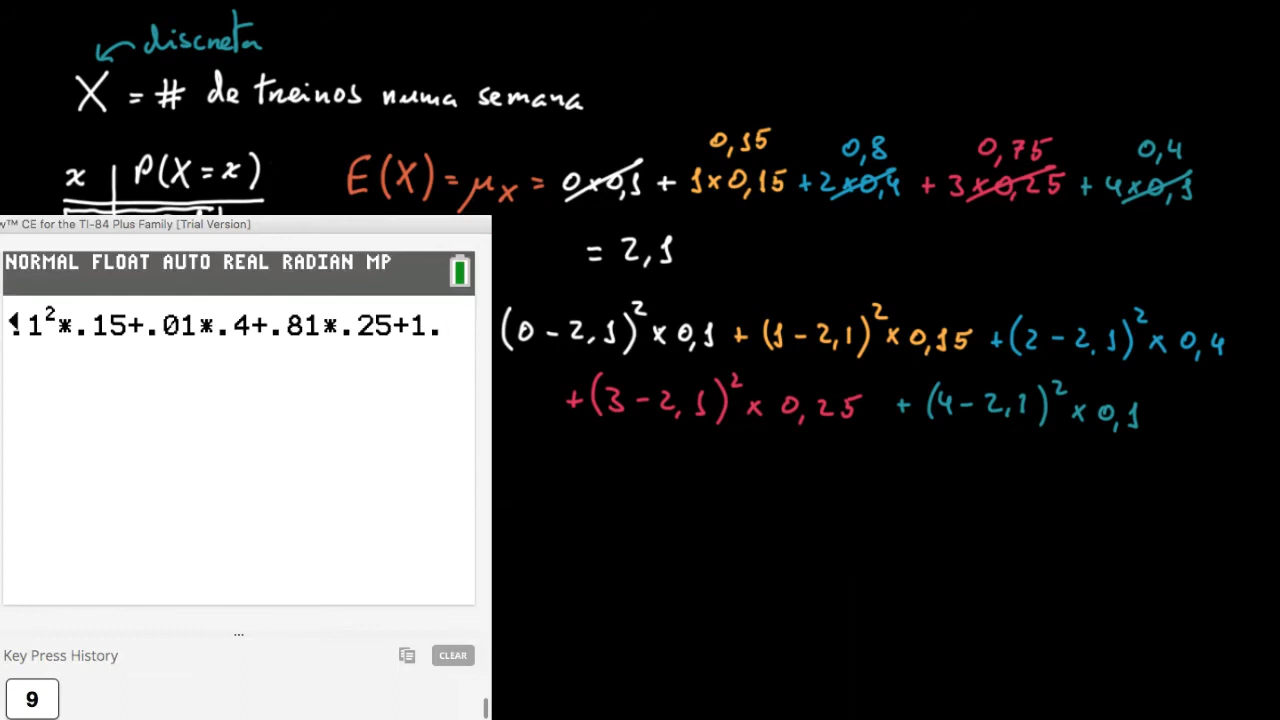 discreta
X = # de treinos numa semana
x | P(X = x)
E(X) = μx = 0 x 0,1 + 1 x 0,15 + 2 x 0,4 + 3 x 0,25 + 4 x 0,1
0,15 0,8 0,75 0,4
= 2,1
(0 - 2,1)² x 0,1 + (1 - 2,1)² x 0,15 + (2 - 2,1)² x 0,4
+ (3 - 2,1)² x 0,25 + (4 - 2,1)² x 0,1
w™ CE for the TI-84 Plus Family [Trial Version]
NORMAL FLOAT AUTO REAL RADIAN MP
1²*.15+.01*.4+.81*.25+1.
...
Key Press History
CLEAR
9